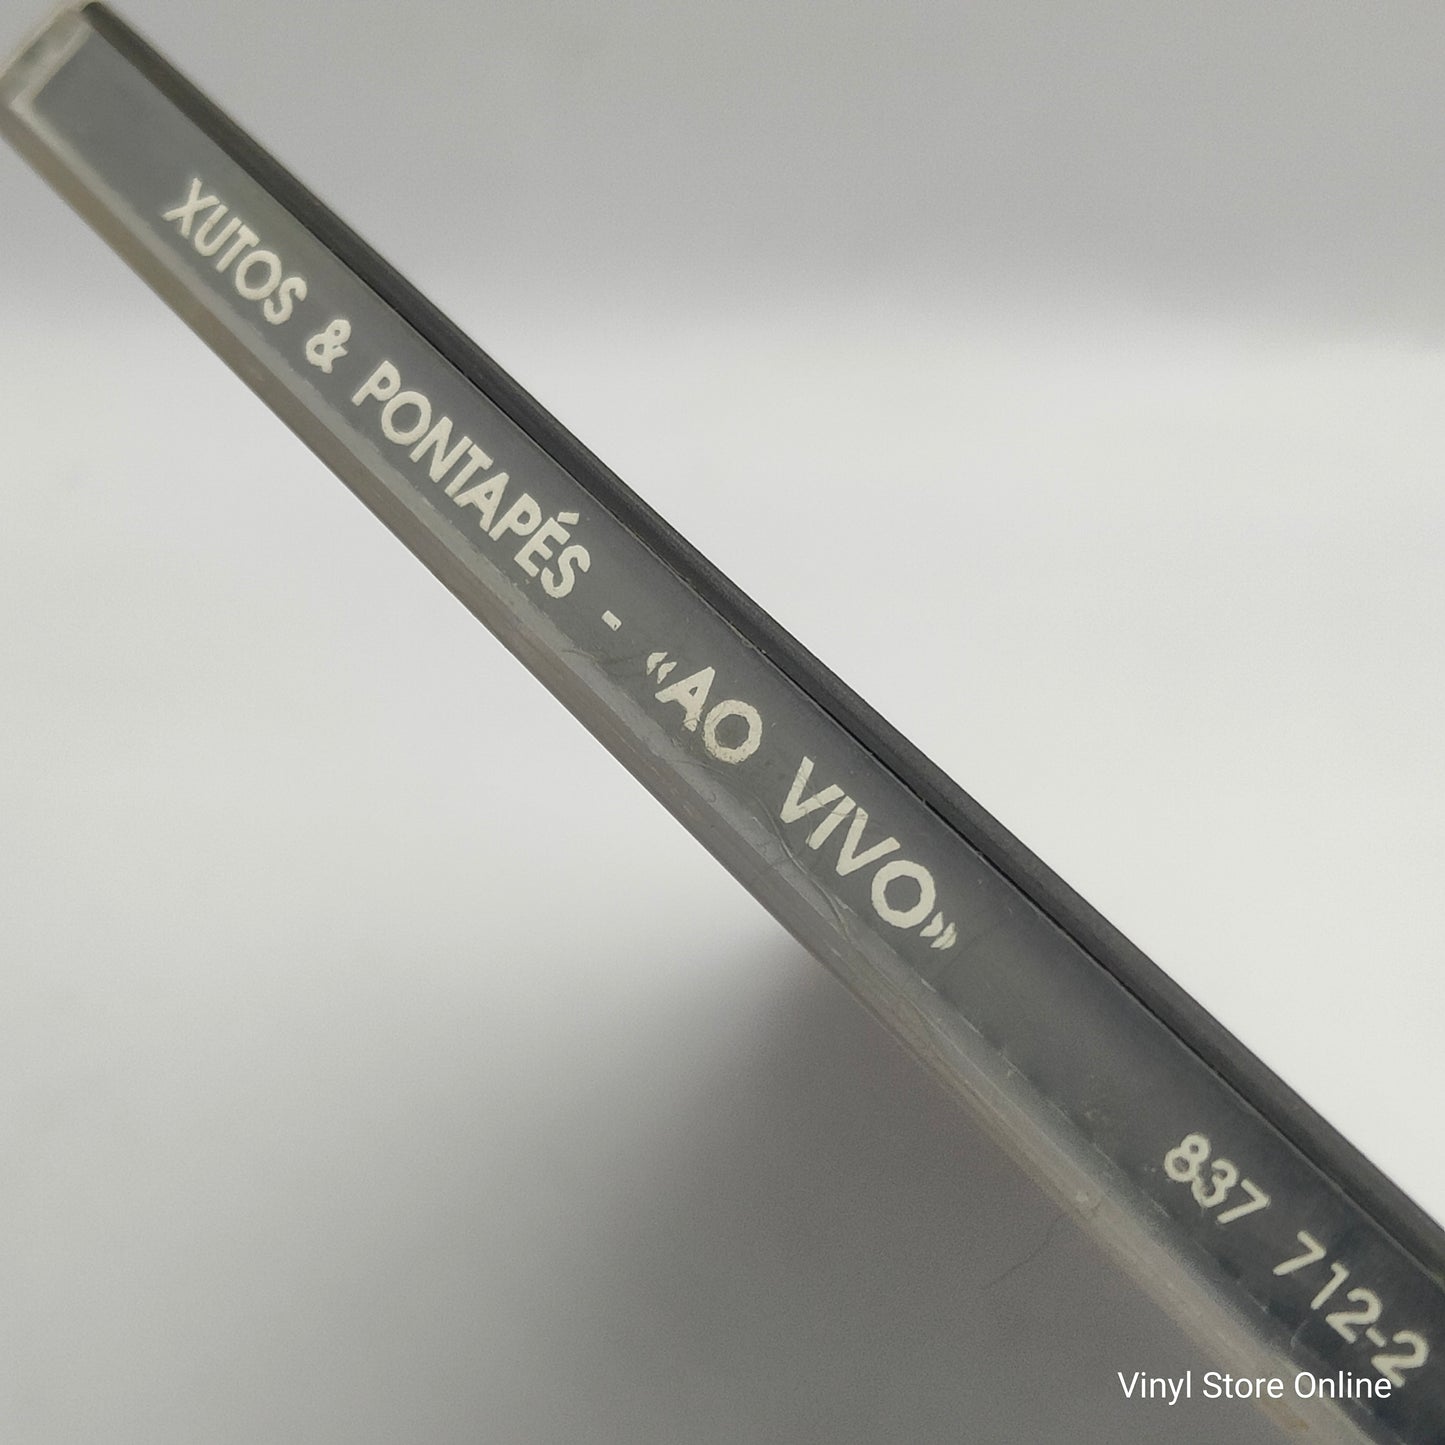 XUTOS & PONTAPÉS - «AO VIVO» 837 712-2
Vinyl Store Online